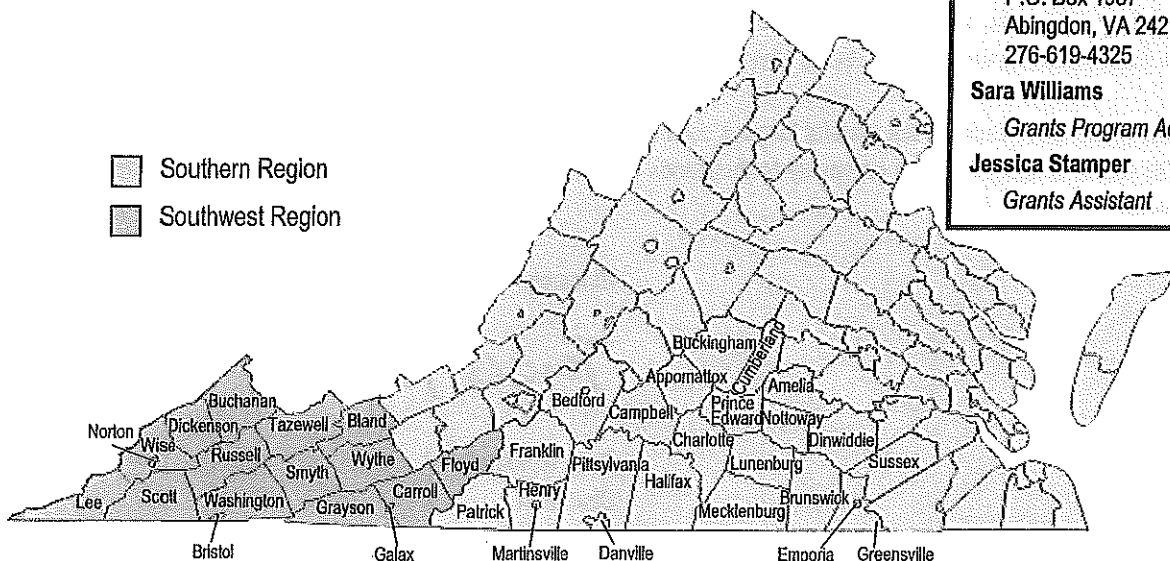 P.O. Box 1987
Abingdon, VA 242
276-619-4325
Sara Williams
Grants Program A
Jessica Stamper
Grants Assistant
Southern Region
Southwest Region
Buckingham
Cumberland
Appomattox
Amelia
Buchanan
Bedford
Prince
Edward
Nottoway
Dickenson
Tazewell
Bland
Campbell
Norton
Wise
Charlotte
Dinwiddie
Russell
Wythe
Floyd
Franklin
Pittsylvania
Lunenburg
Sussex
Smyth
Halifax
Lee
Scott
Washington
Carroll
Henry
Brunswick
Grayson
Patrick
Mecklenburg
Bristol
Galax
Martinsville
Danville
Emporia
Greensville